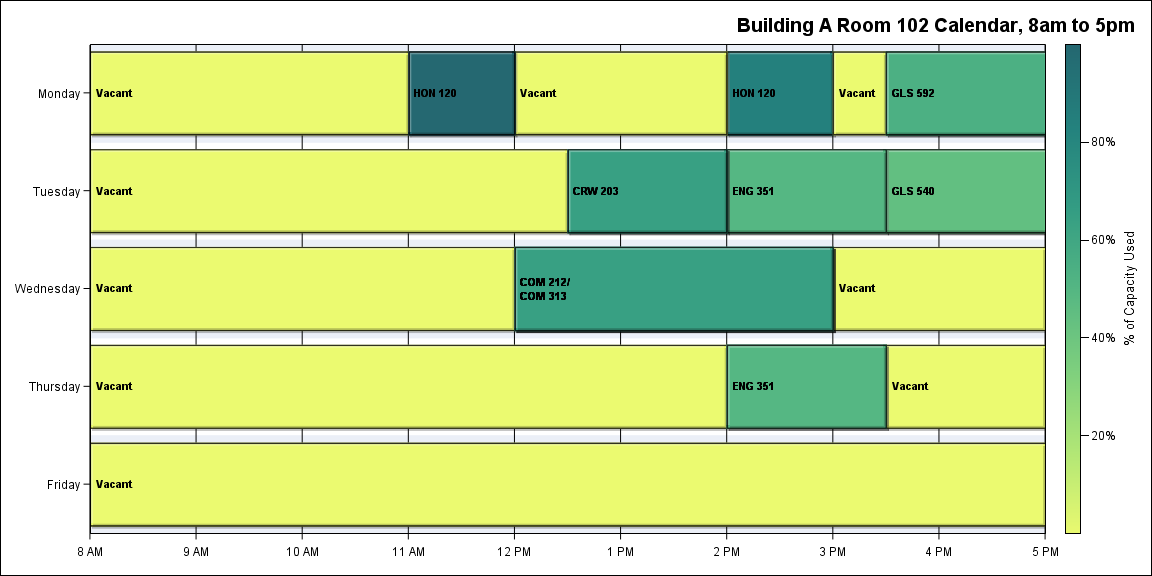 Building A Room 102 Calendar, 8am to 5pm
Monday
Vacant
HON 120
Vacant
HON 120
Vacant
GLS 592
Tuesday
Vacant
CRW 203
ENG 351
GLS 540
Wednesday
Vacant
COM 212/
COM 313
Vacant
Thursday
Vacant
ENG 351
Vacant
Friday
Vacant
8 AM
9 AM
10 AM
11 AM
12 PM
1 PM
2 PM
3 PM
4 PM
5 PM
80%
60%
40%
20%
% of Capacity Used